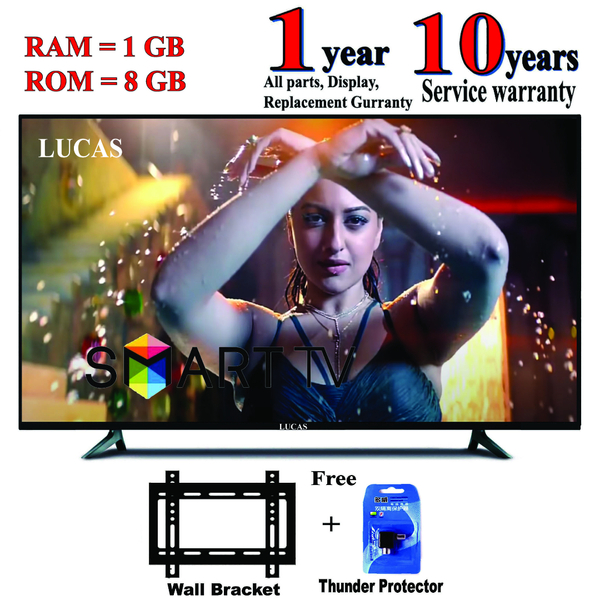 RAM = 1 GB
ROM = 8 GB
1 year
All parts, Display,
Replacement Gurranty
10 years
Service warranty
LUCAS
SMART TV
LUCAS
Free
+
Wall Bracket
Thunder Protector